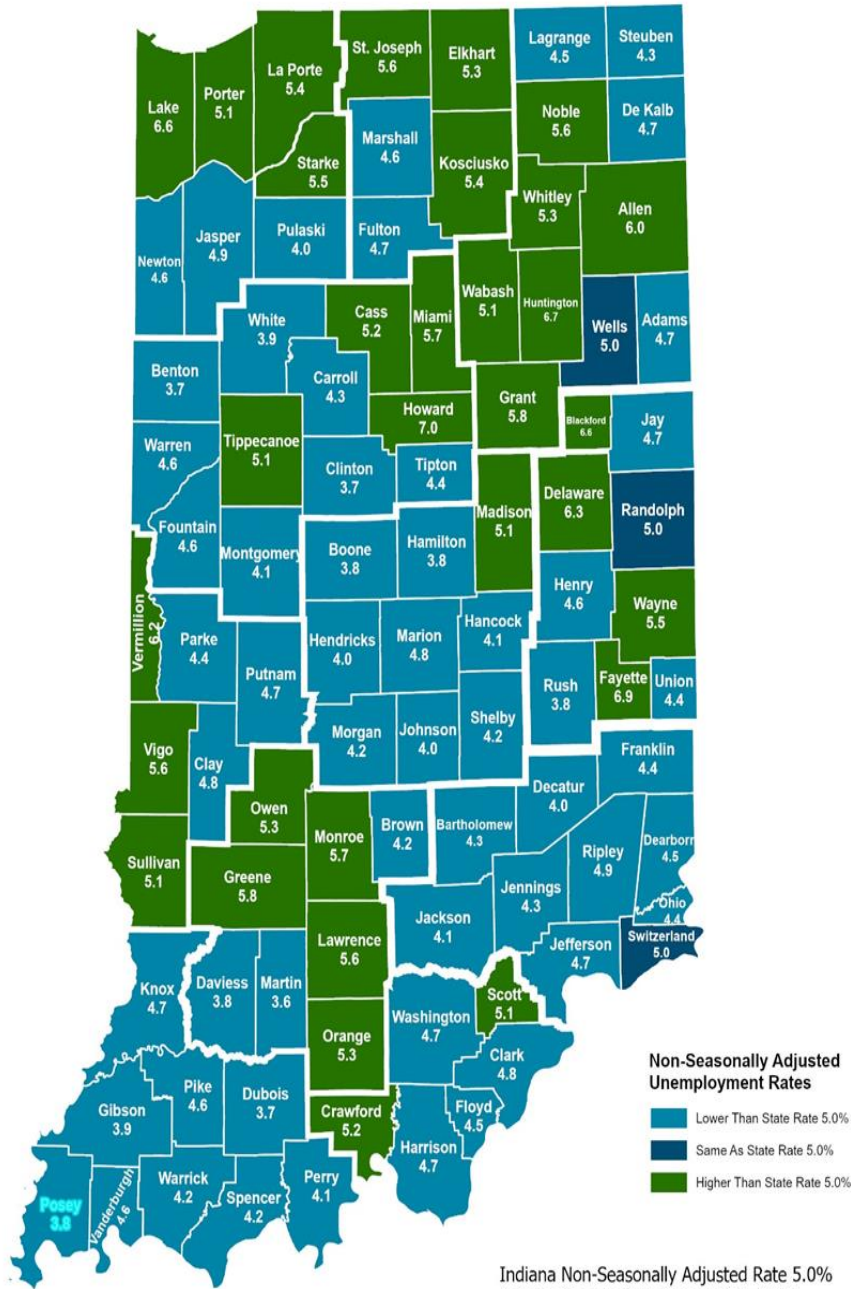 St. Joseph
5.6
Elkhart
5.3
Lagrange
4.5
Steuben
4.3
La Porte
5.4
Porter
5.1
Lake
6.6
Noble
5.6
De Kalb
4.7
Marshall
4.6
Starke
5.5
Kosciusko
5.4
Whitley
5.3
Allen
6.0
Newton
4.6
Jasper
4.9
Pulaski
4.0
Fulton
4.7
Wabash
5.1
Huntington
6.7
Wells
5.0
Adams
4.7
White
3.9
Cass
5.2
Miami
5.7
Benton
3.7
Carroll
4.3
Grant
5.8
Howard
7.0
Blackford
6.6
Jay
4.7
Warren
4.6
Tippecanoe
5.1
Clinton
3.7
Tipton
4.4
Madison
5.1
Delaware
6.3
Randolph
5.0
Fountain
4.6
Montgomery
4.1
Boone
3.8
Hamilton
3.8
Henry
4.6
Wayne
5.5
Vermillion
6.2
Parke
4.4
Putnam
4.7
Hendricks
4.0
Marion
4.8
Hancock
4.1
Rush
3.8
Fayette
6.9
Union
4.4
Vigo
5.6
Clay
4.8
Morgan
4.2
Johnson
4.0
Shelby
4.2
Franklin
4.4
Owen
5.3
Decatur
4.0
Sullivan
5.1
Greene
5.8
Monroe
5.7
Brown
4.2
Bartholomew
4.3
Jennings
4.3
Ripley
4.9
Dearborn
4.5
Ohio
4.4
Switzerland
5.0
Jackson
4.1
Jefferson
4.7
Lawrence
5.6
Knox
4.7
Daviess
3.8
Martin
3.6
Orange
5.3
Washington
4.7
Scott
5.1
Clark
4.8
Gibson
3.9
Pike
4.6
Dubois
3.7
Crawford
5.2
Harrison
4.7
Floyd
4.5
Posey
3.8
Vanderburgh
4.6
Warrick
4.2
Spencer
4.2
Perry
4.1
Non-Seasonally Adjusted
Unemployment Rates
Lower Than State Rate 5.0%
Same As State Rate 5.0%
Higher Than State Rate 5.0%
Indiana Non-Seasonally Adjusted Rate 5.0%